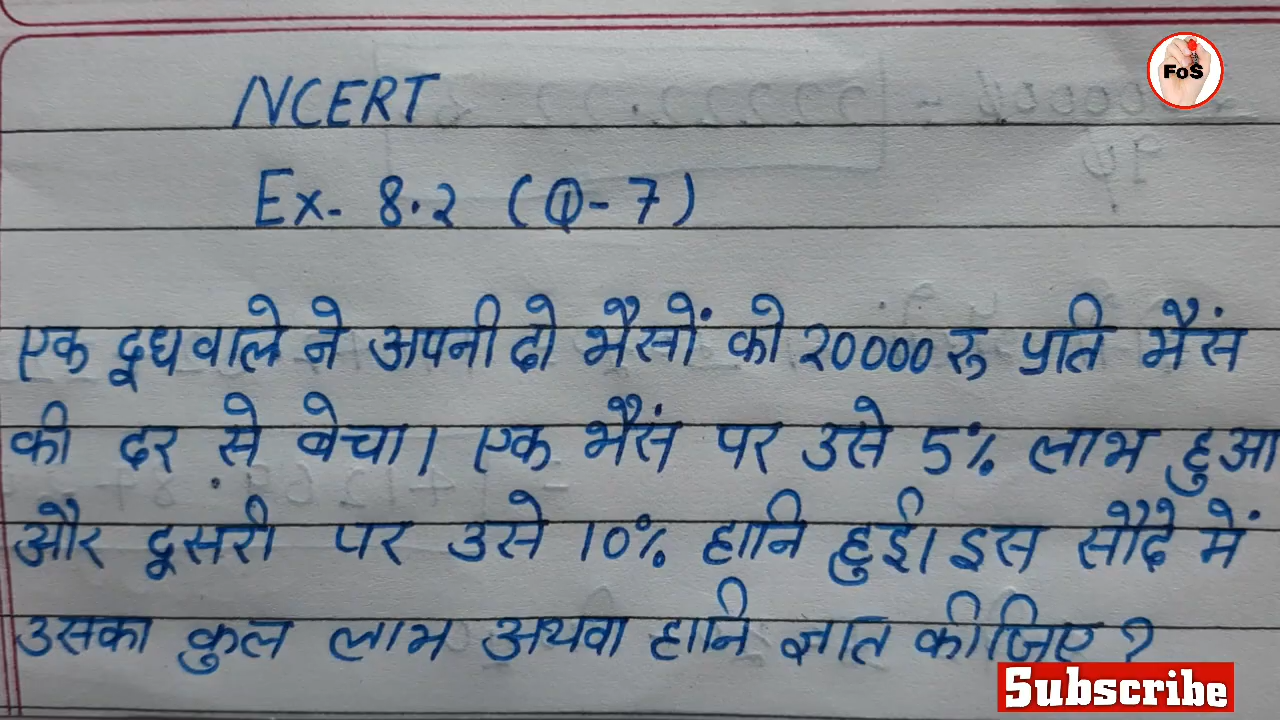 FoS
NCERT
Ex- 8.2 (Q-7)
एक दूधवाले ने अपनी दो भैसों को 20000 रु प्रति भैसं
की दर से बेचा। एक भैसं पर उसे 5% लाभ हुआ
और दूसरी पर उसे 10% हानि हुई। इस सौदे में
उसका कुल लाभ अथवा हानि ज्ञात कीजिए?
Subscribe